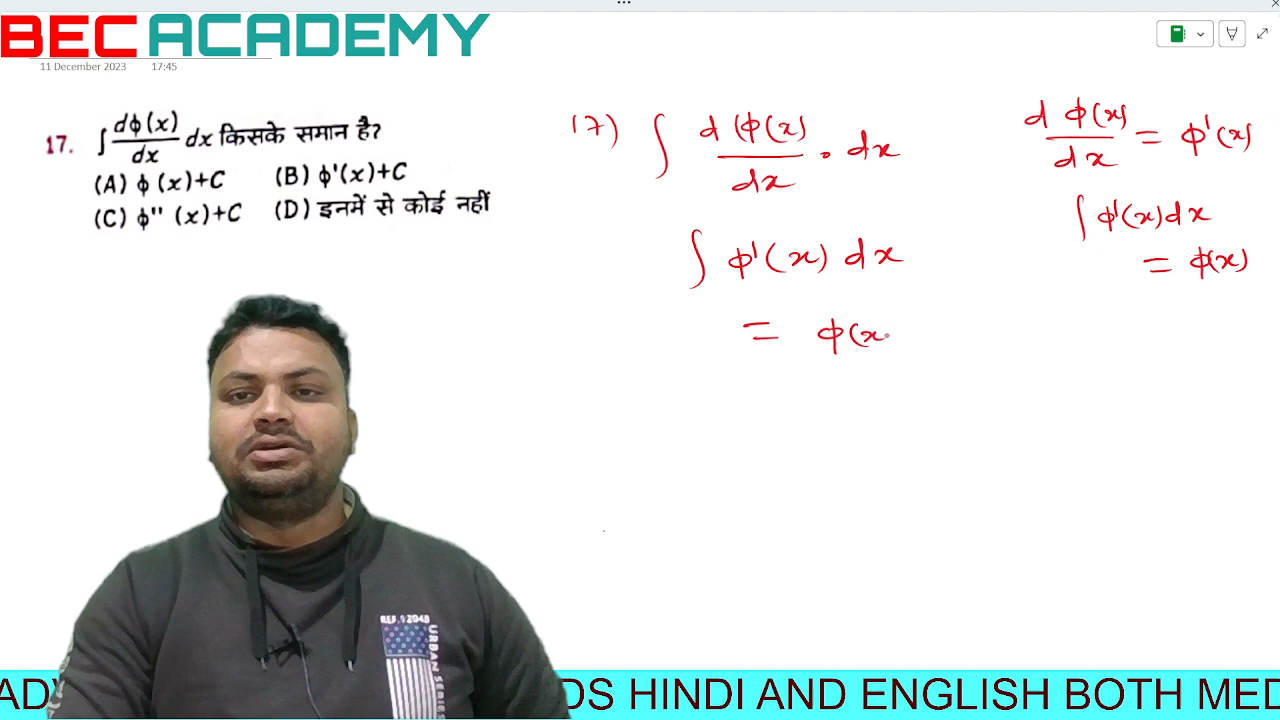 BEC ACADEMY
11 December 2023 17:45
17. ∫ dϕ(x)/dx dx किसके समान है?
(A) ϕ (x)+C (B) ϕ'(x)+C
(C) ϕ'' (x)+C (D) इनमें से कोई नहीं
17) ∫ d (ϕ(x)/dx · dx
∫ ϕ'(x) dx
= ϕ(x
d ϕ(x)/dx = ϕ'(x)
∫ ϕ'(x)dx
= ϕ(x)
REF. 2048
URBAN SERIES
DS HINDI AND ENGLISH BOTH